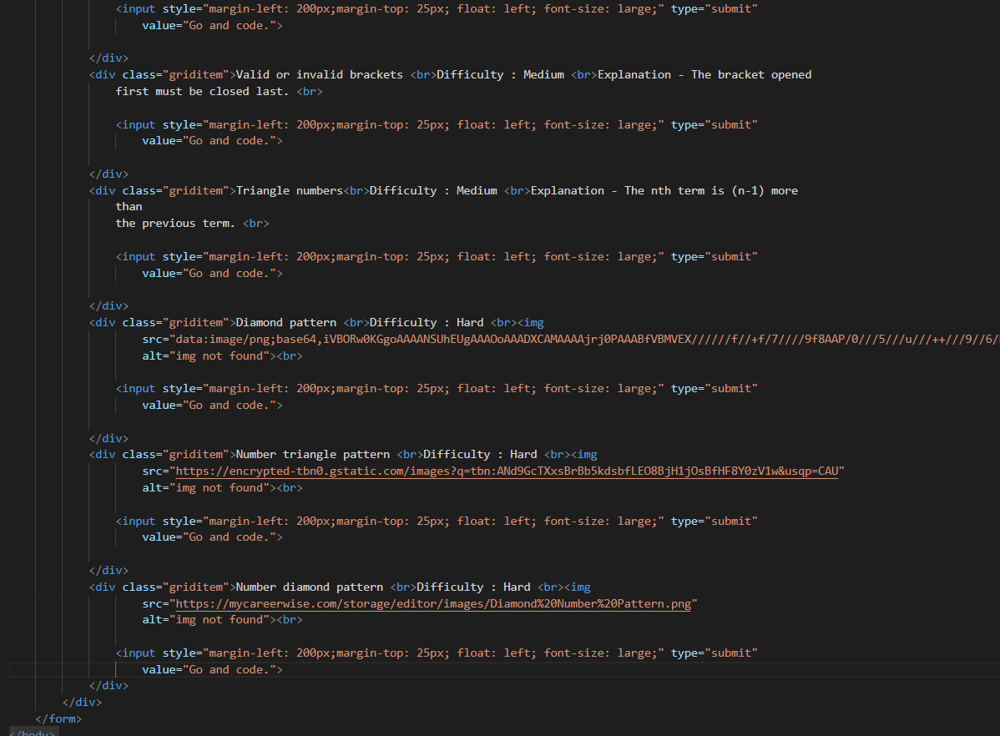 <input style="margin-left: 200px;margin-top: 25px; float: left; font-size: large;" type="submit"
value="Go and code.">
</div>
<div class="griditem">Valid or invalid brackets <br>Difficulty : Medium <br>Explanation - The bracket opened
first must be closed last. <br>
<input style="margin-left: 200px;margin-top: 25px; float: left; font-size: large;" type="submit"
value="Go and code.">
</div>
<div class="griditem">Triangle numbers<br>Difficulty : Medium <br>Explanation - The nth term is (n-1) more
than
the previous term. <br>
<input style="margin-left: 200px;margin-top: 25px; float: left; font-size: large;" type="submit"
value="Go and code.">
</div>
<div class="griditem">Diamond pattern <br>Difficulty : Hard <br><img
src="data:image/png;base64,iVBORw0KGgoAAAANSUhEUgAAAOoAAADXCAMAAAAjrj0PAAABfVBMVEX//////f//+f/7////9f8AAP/0///5///u///++///9//6/
alt="img not found"><br>
<input style="margin-left: 200px;margin-top: 25px; float: left; font-size: large;" type="submit"
value="Go and code.">
</div>
<div class="griditem">Number triangle pattern <br>Difficulty : Hard <br><img
src="https://encrypted-tbn0.gstatic.com/images?q=tbn:ANd9GcTXxsBrBb5kdsbfLEO8BjH1jOsBfHF8Y0zV1w&usqp=CAU"
alt="img not found"><br>
<input style="margin-left: 200px;margin-top: 25px; float: left; font-size: large;" type="submit"
value="Go and code.">
</div>
<div class="griditem">Number diamond pattern <br>Difficulty : Hard <br><img
src="https://mycareerwise.com/storage/editor/images/Diamond%20Number%20Pattern.png"
alt="img not found"><br>
<input style="margin-left: 200px;margin-top: 25px; float: left; font-size: large;" type="submit"
value="Go and code.">
</div>
</div>
</form>
</body>